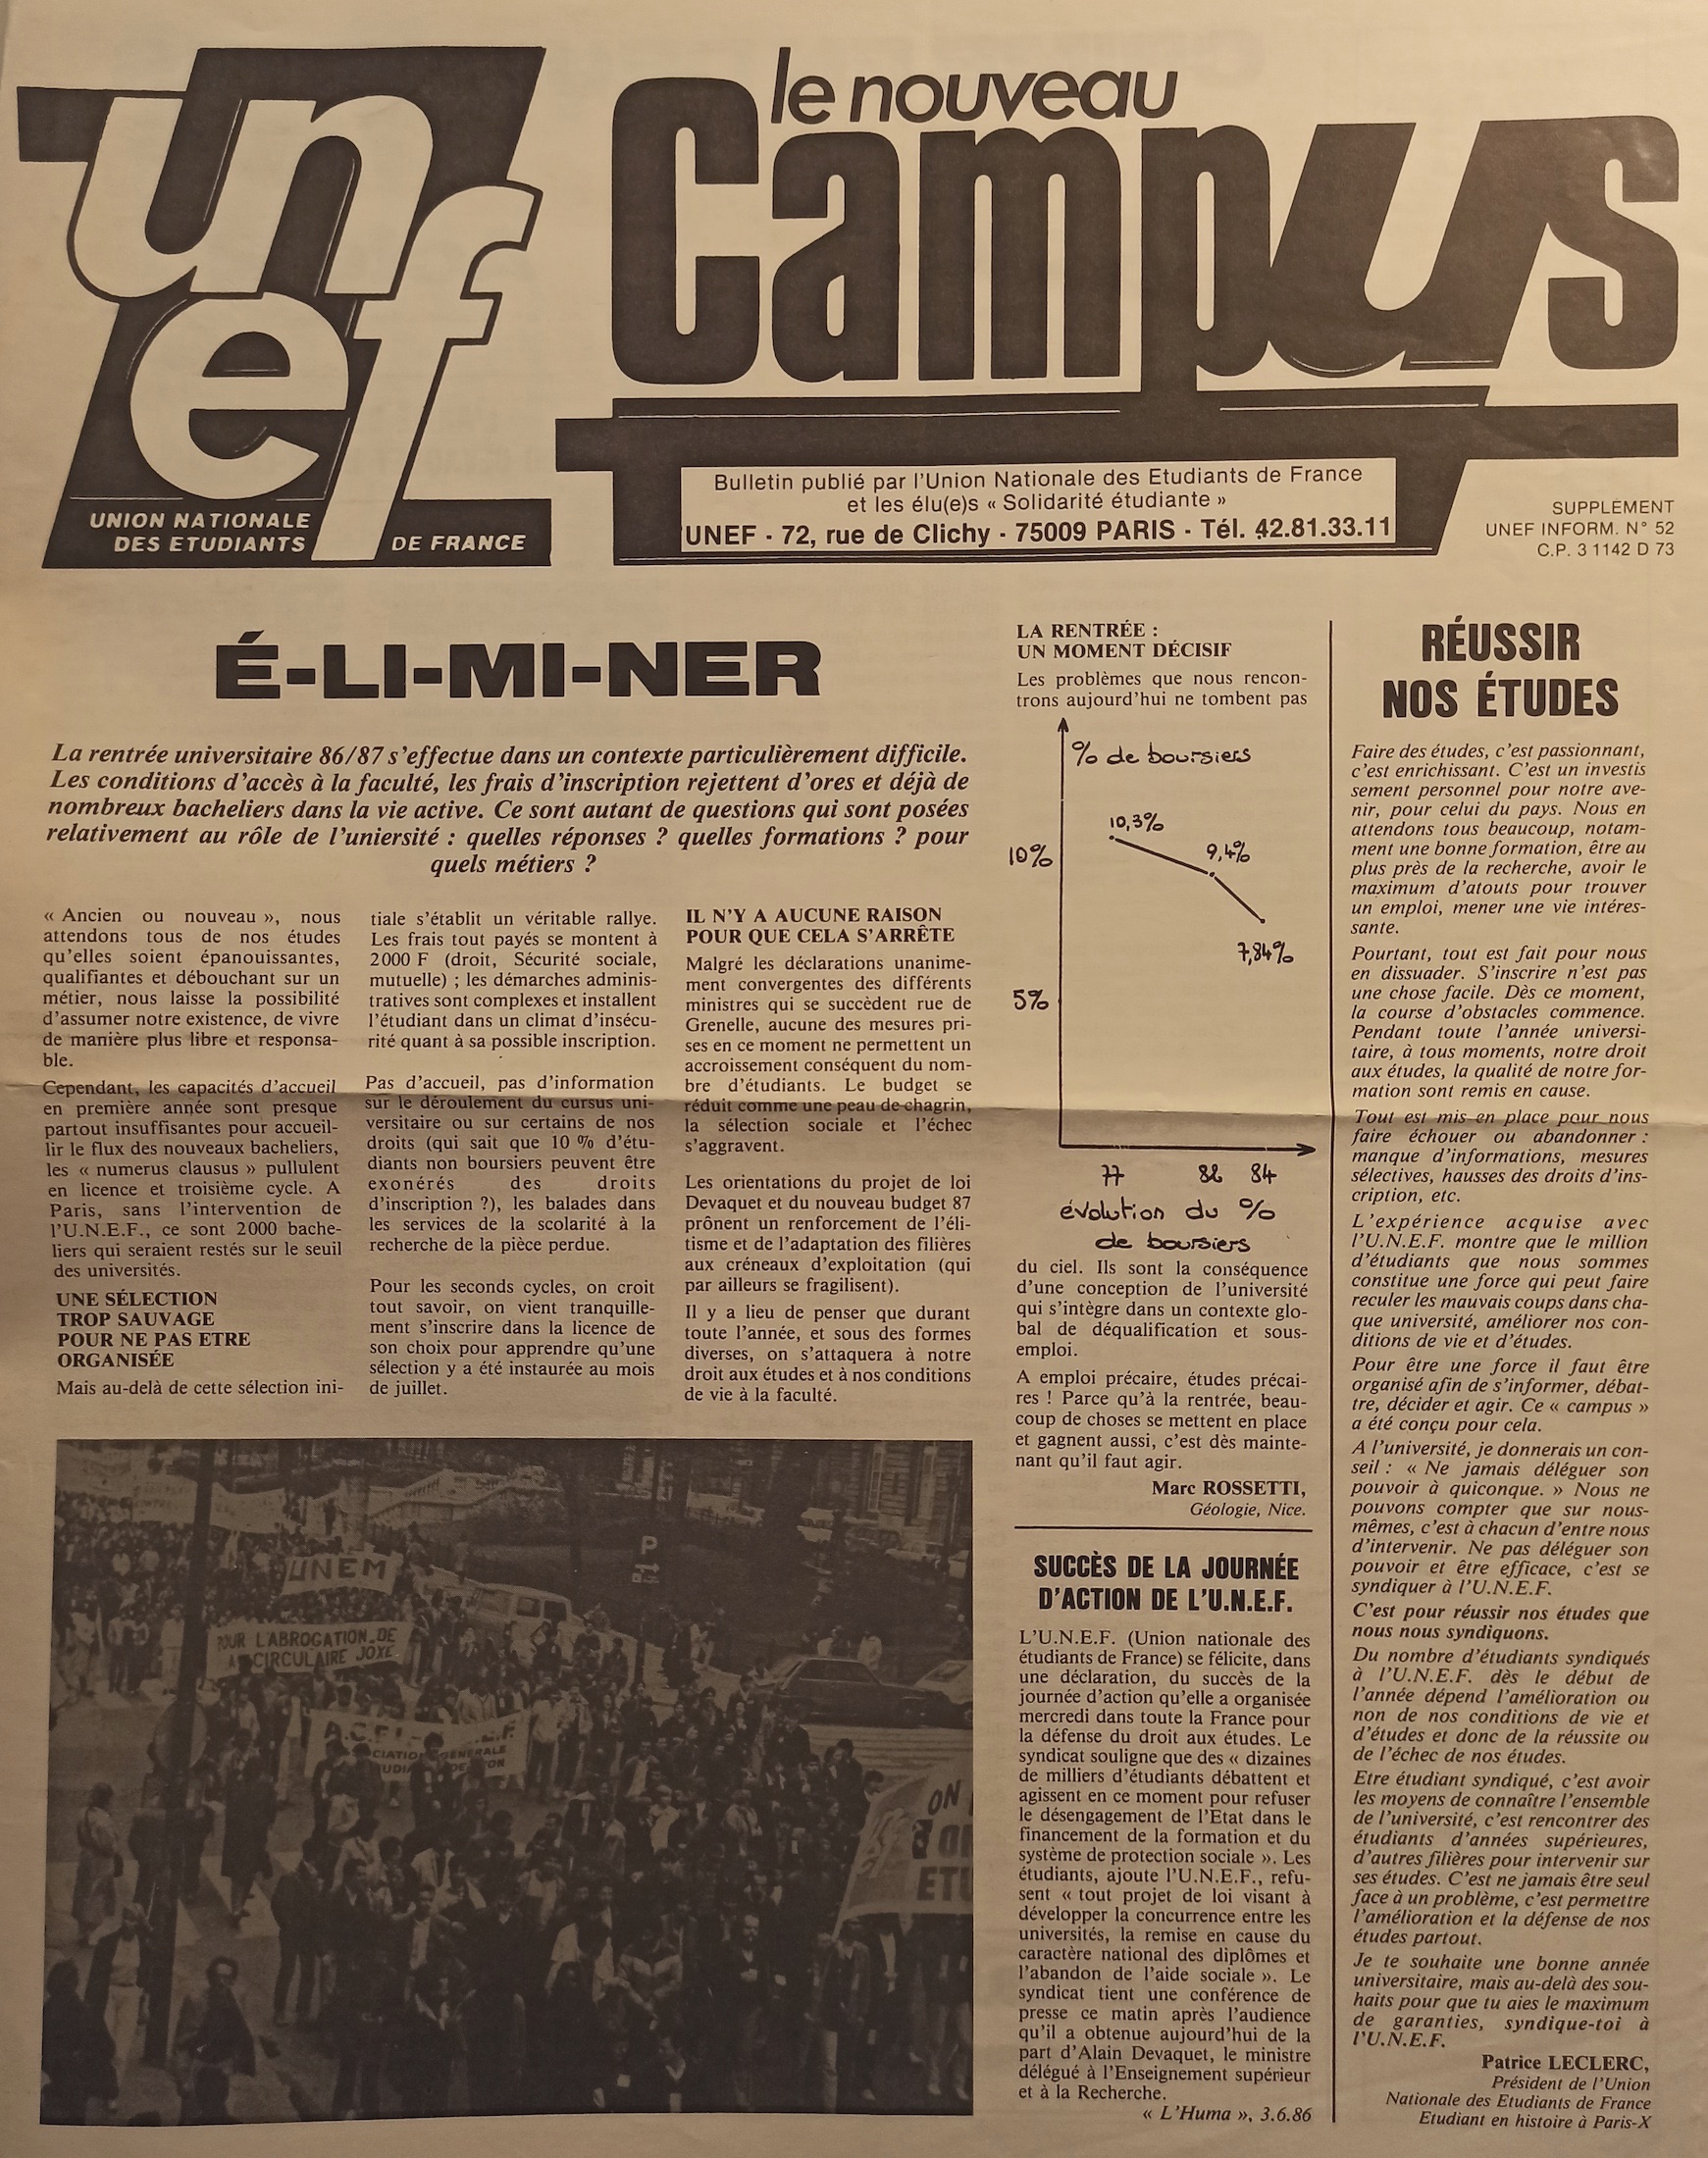 unef
UNION NATIONALE
DES ETUDIANTS DE FRANCE
le nouveau
Campus
Bulletin publié par l'Union Nationale des Etudiants de France
et les élu(e)s « Solidarité étudiante »
UNEF - 72, rue de Clichy - 75009 PARIS - Tél. 42.81.33.11
SUPPLÉMENT
UNEF INFORM. N° 52
C.P. 3 1142 D 73
É-LI-MI-NER
La rentrée universitaire 86/87 s'effectue dans un contexte particulièrement difficile.
Les conditions d'accès à la faculté, les frais d'inscription rejettent d'ores et déjà de
nombreux bacheliers dans la vie active. Ce sont autant de questions qui sont posées
relativement au rôle de l'uniersité : quelles réponses ? quelles formations ? pour
quels métiers ?
« Ancien ou nouveau », nous
attendons tous de nos études
qu'elles soient épanouissantes,
qualifiantes et débouchant sur un
métier, nous laisse la possibilité
d'assumer notre existence, de vivre
de manière plus libre et responsa-
ble.
Cependant, les capacités d'accueil
en première année sont presque
partout insuffisantes pour accueil-
lir le flux des nouveaux bacheliers,
les « numerus clausus » pullulent
en licence et troisième cycle. A
Paris, sans l'intervention de
l'U.N.E.F., ce sont 2000 bache-
liers qui seraient restés sur le seuil
des universités.
UNE SÉLECTION
TROP SAUVAGE
POUR NE PAS ETRE
ORGANISÉE
Mais au-delà de cette sélection ini-
tiale s'établit un véritable rallye.
Les frais tout payés se montent à
2000 F (droit, Sécurité sociale,
mutuelle) ; les démarches adminis-
tratives sont complexes et installent
l'étudiant dans un climat d'insécu-
rité quant à sa possible inscription.
Pas d'accueil, pas d'information
sur le déroulement du cursus uni-
versitaire ou sur certains de nos
droits (qui sait que 10 % d'étu-
diants non boursiers peuvent être
exonérés des droits
d'inscription ?), les balades dans
les services de la scolarité à la
recherche de la pièce perdue.
Pour les seconds cycles, on croit
tout savoir, on vient tranquille-
ment s'inscrire dans la licence de
son choix pour apprendre qu'une
sélection y a été instaurée au mois
de juillet.
IL N'Y A AUCUNE RAISON
POUR QUE CELA S'ARRÊTE
Malgré les déclarations unanime-
ment convergentes des différents
ministres qui se succèdent rue de
Grenelle, aucune des mesures pri-
ses en ce moment ne permettent un
accroissement conséquent du nom-
bre d'étudiants. Le budget se
réduit comme une peau de chagrin,
la sélection sociale et l'échec
s'aggravent.
Les orientations du projet de loi
Devaquet et du nouveau budget 87
prônent un renforcement de l'éli-
tisme et de l'adaptation des filières
aux créneaux d'exploitation (qui
par ailleurs se fragilisent).
Il y a lieu de penser que durant
toute l'année, et sous des formes
diverses, on s'attaquera à notre
droit aux études et à nos conditions
de vie à la faculté.
LA RENTRÉE :
UN MOMENT DÉCISIF
Les problèmes que nous rencon-
trons aujourd'hui ne tombent pas
% de boursiers
10,3%
9,4%
10%
7,84%
5%
77 82 84
évolution du %
de boursiers
du ciel. Ils sont la conséquence
d'une conception de l'université
qui s'intègre dans un contexte glo-
bal de déqualification et sous-
emploi.
A emploi précaire, études précai-
res ! Parce qu'à la rentrée, beau-
coup de choses se mettent en place
et gagnent aussi, c'est dès mainte-
nant qu'il faut agir.
Marc ROSSETTI,
Géologie, Nice.
SUCCÈS DE LA JOURNÉE
D'ACTION DE L'U.N.E.F.
L'U.N.E.F. (Union nationale des
étudiants de France) se félicite, dans
une déclaration, du succès de la
journée d'action qu'elle a organisée
mercredi dans toute la France pour
la défense du droit aux études. Le
syndicat souligne que des « dizaines
de milliers d'étudiants débattent et
agissent en ce moment pour refuser
le désengagement de l'Etat dans le
financement de la formation et du
système de protection sociale ». Les
étudiants, ajoute l'U.N.E.F., refu-
sent « tout projet de loi visant à
développer la concurrence entre les
universités, la remise en cause du
caractère national des diplômes et
l'abandon de l'aide sociale ». Le
syndicat tient une conférence de
presse ce matin après l'audience
qu'il a obtenue aujourd'hui de la
part d'Alain Devaquet, le ministre
délégué à l'Enseignement supérieur
et à la Recherche.
« L'Huma », 3.6.86
RÉUSSIR
NOS ÉTUDES
Faire des études, c'est passionnant,
c'est enrichissant. C'est un investis
sement personnel pour notre ave-
nir, pour celui du pays. Nous en
attendons tous beaucoup, notam-
ment une bonne formation, être au
plus près de la recherche, avoir le
maximum d'atouts pour trouver
un emploi, mener une vie intéres-
sante.
Pourtant, tout est fait pour nous
en dissuader. S'inscrire n'est pas
une chose facile. Dès ce moment,
la course d'obstacles commence.
Pendant toute l'année universi-
taire, à tous moments, notre droit
aux études, la qualité de notre for-
mation sont remis en cause.
Tout est mis en place pour nous
faire échouer ou abandonner :
manque d'informations, mesures
sélectives, hausses des droits d'ins-
cription, etc.
L'expérience acquise avec
l'U.N.E.F. montre que le million
d'étudiants que nous sommes
constitue une force qui peut faire
reculer les mauvais coups dans cha-
que université, améliorer nos con-
ditions de vie et d'études.
Pour être une force il faut être
organisé afin de s'informer, débat-
tre, décider et agir. Ce « campus »
a été conçu pour cela.
A l'université, je donnerais un con-
seil : « Ne jamais déléguer son
pouvoir à quiconque. » Nous ne
pouvons compter que sur nous-
mêmes, c'est à chacun d'entre nous
d'intervenir. Ne pas déléguer son
pouvoir et être efficace, c'est se
syndiquer à l'U.N.E.F.
C'est pour réussir nos études que
nous nous syndiquons.
Du nombre d'étudiants syndiqués
à l'U.N.E.F. dès le début de
l'année dépend l'amélioration ou
non de nos conditions de vie et
d'études et donc de la réussite ou
de l'échec de nos études.
Etre étudiant syndiqué, c'est avoir
les moyens de connaître l'ensemble
de l'université, c'est rencontrer des
étudiants d'années supérieures,
d'autres filières pour intervenir sur
ses études. C'est ne jamais être seul
face à un problème, c'est permettre
l'amélioration et la défense de nos
études partout.
Je te souhaite une bonne année
universitaire, mais au-delà des sou-
haits pour que tu aies le maximum
de garanties, syndique-toi à
l'U.N.E.F.
Patrice LECLERC,
Président de l'Union
Nationale des Etudiants de France
Etudiant en histoire à Paris-X
P
UNEM
POUR L'ABROGATION DE
CIRCULAIRE JOXE
GENERALE
ON